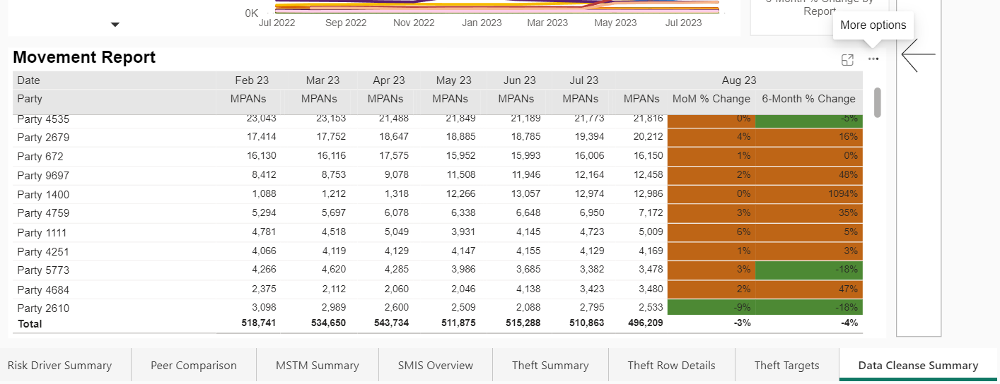 6-Month % Change by
Report
0K
Jul 2022 Sep 2022 Nov 2022 Jan 2023 Mar 2023 May 2023 Jul 2023
More options
Movement Report
Date Feb 23 Mar 23 Apr 23 May 23 Jun 23 Jul 23 Aug 23
Party MPANs MPANs MPANs MPANs MPANs MPANs MPANs MoM % Change 6-Month % Change
Party 4535 23,043 23,153 21,488 21,849 21,189 21,773 21,816 0% -5%
Party 2679 17,414 17,752 18,647 18,885 18,785 19,394 20,212 4% 16%
Party 672 16,130 16,116 17,575 15,952 15,993 16,006 16,150 1% 0%
Party 9697 8,412 8,753 9,078 11,508 11,946 12,164 12,458 2% 48%
Party 1400 1,088 1,212 1,318 12,266 13,057 12,974 12,986 0% 1094%
Party 4759 5,294 5,697 6,078 6,338 6,648 6,950 7,172 3% 35%
Party 1111 4,781 4,518 5,049 3,931 4,145 4,723 5,009 6% 5%
Party 4251 4,066 4,119 4,129 4,147 4,155 4,129 4,169 1% 3%
Party 5773 4,266 4,620 4,285 3,986 3,685 3,382 3,478 3% -18%
Party 4684 2,375 2,112 2,060 2,046 4,138 3,423 3,480 2% 47%
Party 2610 3,098 2,989 2,600 2,509 2,088 2,795 2,533 -9% -18%
Total 518,741 534,650 543,734 511,875 515,288 510,863 496,209 -3% -4%
Risk Driver Summary Peer Comparison MSTM Summary SMIS Overview Theft Summary Theft Row Details Theft Targets Data Cleanse Summary